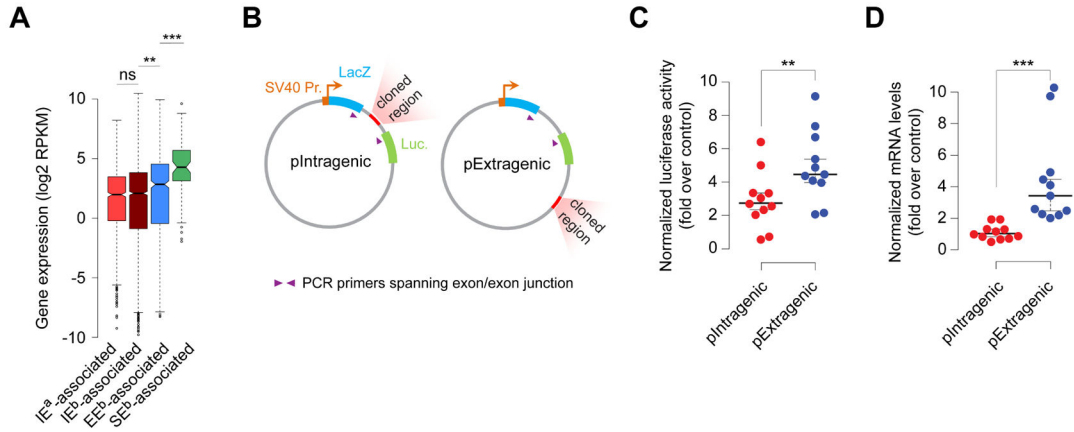 A
Gene expression (log2 RPKM)
10
5
0
-5
-10
ns
**
***
IEa-associated
IEb-associated
EEb-associated
SEb-associated
B
SV40 Pr.
LacZ
cloned
region
Luc.
pIntragenic
pExtragenic
cloned
region
PCR primers spanning exon/exon junction
C
Normalized luciferase activity
(fold over control)
10
8
6
4
2
0
**
pIntragenic
pExtragenic
D
Normalized mRNA levels
(fold over control)
10
8
6
4
2
0
***
pIntragenic
pExtragenic